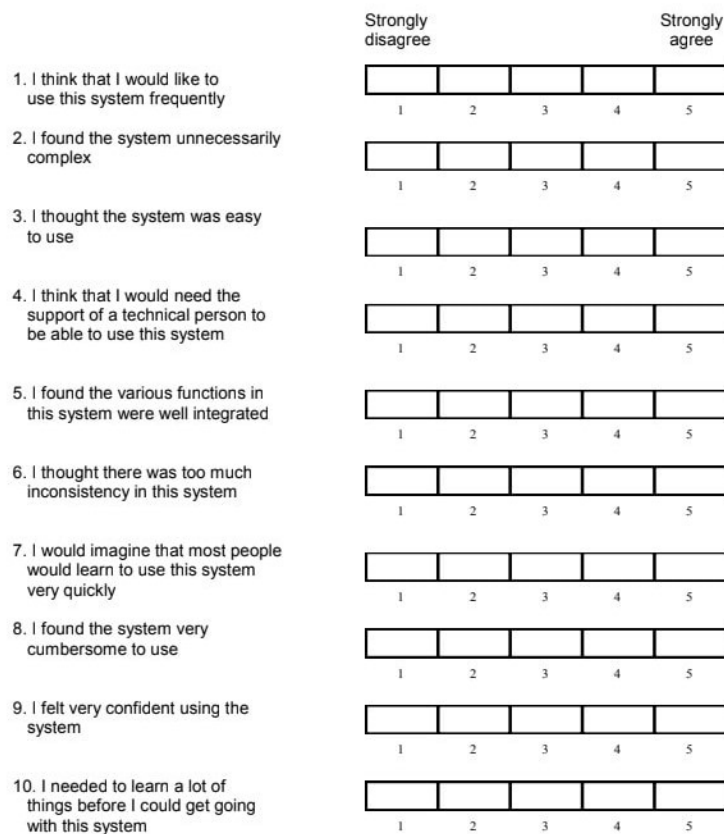 Strongly disagree
Strongly agree
1. I think that I would like to
use this system frequently
1 2 3 4 5
2. I found the system unnecessarily
complex
1 2 3 4 5
3. I thought the system was easy
to use
1 2 3 4 5
4. I think that I would need the
support of a technical person to
be able to use this system
1 2 3 4 5
5. I found the various functions in
this system were well integrated
1 2 3 4 5
6. I thought there was too much
inconsistency in this system
1 2 3 4 5
7. I would imagine that most people
would learn to use this system
very quickly
1 2 3 4 5
8. I found the system very
cumbersome to use
1 2 3 4 5
9. I felt very confident using the
system
1 2 3 4 5
10. I needed to learn a lot of
things before I could get going
with this system
1 2 3 4 5